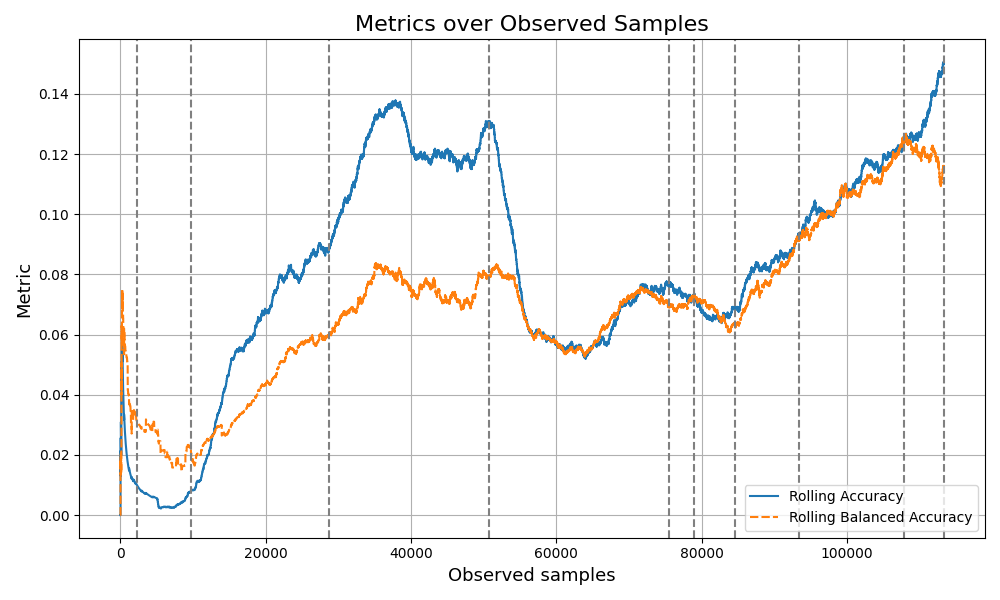 Metrics over Observed Samples
Metric
0.14
0.12
0.10
0.08
0.06
0.04
0.02
0.00
0 20000 40000 60000 80000 100000
Observed samples
Rolling Accuracy
Rolling Balanced Accuracy